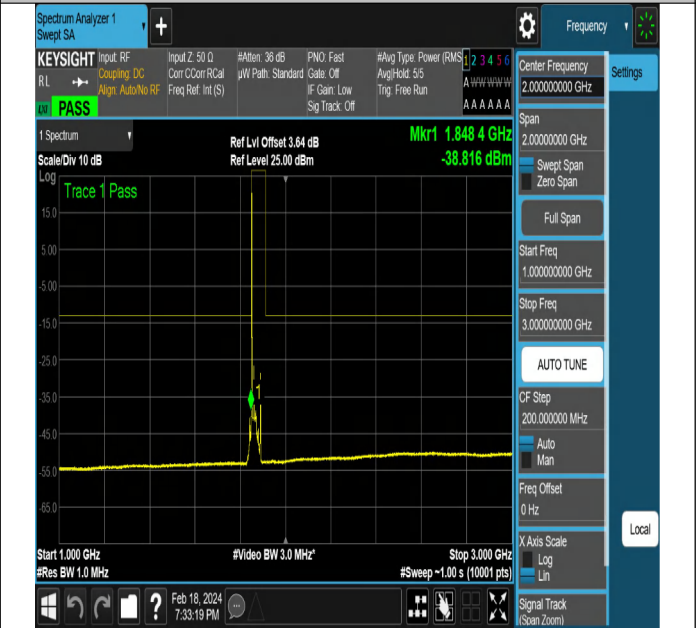 Spectrum Analyzer 1
Swept SA
Frequency
KEYSIGHT
RL
PASS
Input: RF
Coupling: DC
Align: Auto/No RF
Input Z: 50 Ω
Corr CCorr RCal
Freq Ref: Int (S)
#Atten: 36 dB
µW Path: Standard
PNO: Fast
Gate: Off
IF Gain: Low
Sig Track: Off
#Avg Type: Power (RMS
Avg|Hold: 5/5
Trig: Free Run
1 2 3 4 5 6
A W W W W W
A A A A A A
1 Spectrum
Scale/Div 10 dB
Ref Lvl Offset 3.64 dB
Ref Level 25.00 dBm
Mkr1 1.848 4 GHz
-38.816 dBm
Log
Trace 1 Pass
15.0
5.00
-5.00
-15.0
-25.0
-35.0
-45.0
-55.0
-65.0
1
Start 1.000 GHz
#Res BW 1.0 MHz
#Video BW 3.0 MHz*
Stop 3.000 GHz
#Sweep ~1.00 s (10001 pts)
Feb 18, 2024
7:33:19 PM
Center Frequency
2.000000000 GHz
Settings
Span
2.00000000 GHz
Swept Span
Zero Span
Full Span
Start Freq
1.000000000 GHz
Stop Freq
3.000000000 GHz
AUTO TUNE
CF Step
200.000000 MHz
Auto
Man
Freq Offset
0 Hz
X Axis Scale
Log
Lin
Local
Signal Track
(Span Zoom)